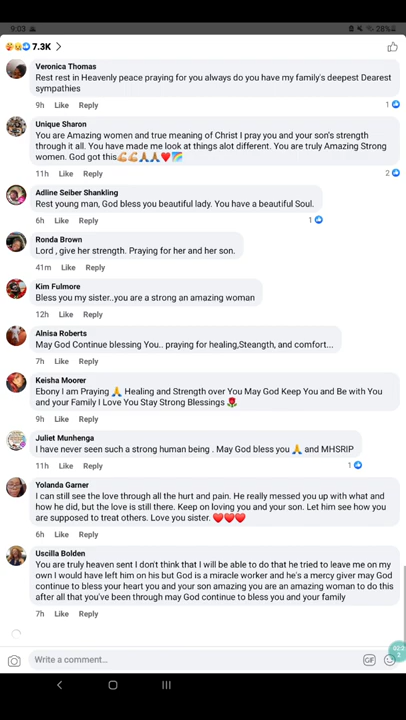 9:03
28%
7.3K
Veronica Thomas
Rest rest in Heavenly peace praying for you always do you have my family's deepest Dearest
sympathies
9h Like Reply 1
Unique Sharon
You are Amazing women and true meaning of Christ I pray you and your son's strength
through it all. You have made me look at things alot different. You are truly Amazing Strong
women. God got this💪🏼💪🏼🙏🏽🙏🏽❤️🌈
11h Like Reply 2
Adline Seiber Shankling
Rest young man, God bless you beautiful lady. You have a beautiful Soul.
6h Like Reply 1
Ronda Brown
Lord , give her strength. Praying for her and her son.
41m Like Reply
Kim Fulmore
Bless you my sister..you are a strong an amazing woman
12h Like Reply
Alnisa Roberts
May God Continue blessing You.. praying for healing,Steangth, and comfort...
7h Like Reply
Keisha Moorer
Ebony I am Praying 🙏 Healing and Strength over You May God Keep You and Be with You
and your Family I Love You Stay Strong Blessings 🌹
9h Like Reply
Juliet Munhenga
I have never seen such a strong human being . May God bless you 🙏 and MHSRIP
11h Like Reply 1
Yolanda Garner
I can still see the love through all the hurt and pain. He really messed you up with what and
how he did, but the love is still there. Keep on loving you and your son. Let him see how you
are supposed to treat others. Love you sister. ❤️❤️❤️
6h Like Reply
Uscilla Bolden
You are truly heaven sent I don't think that I will be able to do that he tried to leave me on my
own I would have left him on his but God is a miracle worker and he's a mercy giver may God
continue to bless your heart you and your son amazing you are an amazing woman to do this
after all that you've been through may God continue to bless you and your family
7h Like Reply
Write a comment...
GIF